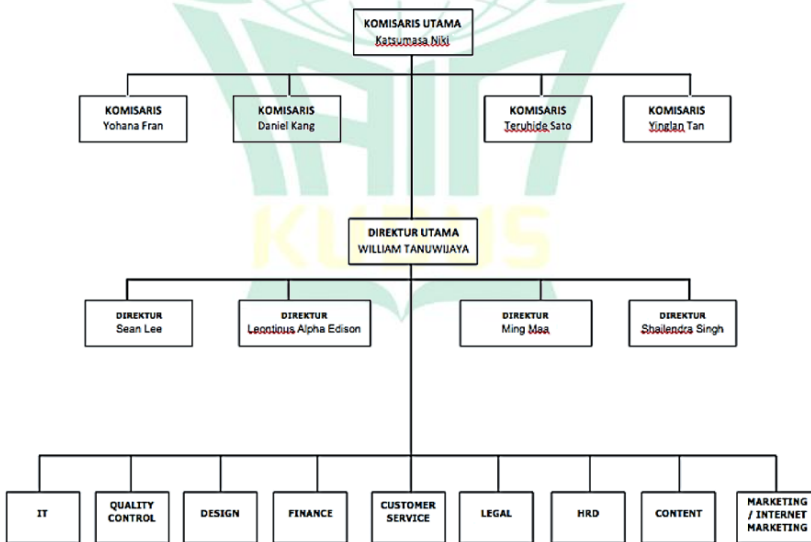 KOMISARIS UTAMA
Katsumasa Niki
KOMISARIS
Yohana Fran
KOMISARIS
Daniel Kang
KOMISARIS
Teruhide Sato
KOMISARIS
Yinglan Tan
KUDUS
DIREKTUR UTAMA
WILLIAM TANUWIJAYA
DIREKTUR
Sean Lee
DIREKTUR
Leontinus Alpha Edison
DIREKTUR
Ming Maa
DIREKTUR
Shailendra Singh
IT
QUALITY
CONTROL
DESIGN
FINANCE
CUSTOMER
SERVICE
LEGAL
HRD
CONTENT
MARKETING
/ INTERNET
MARKETING